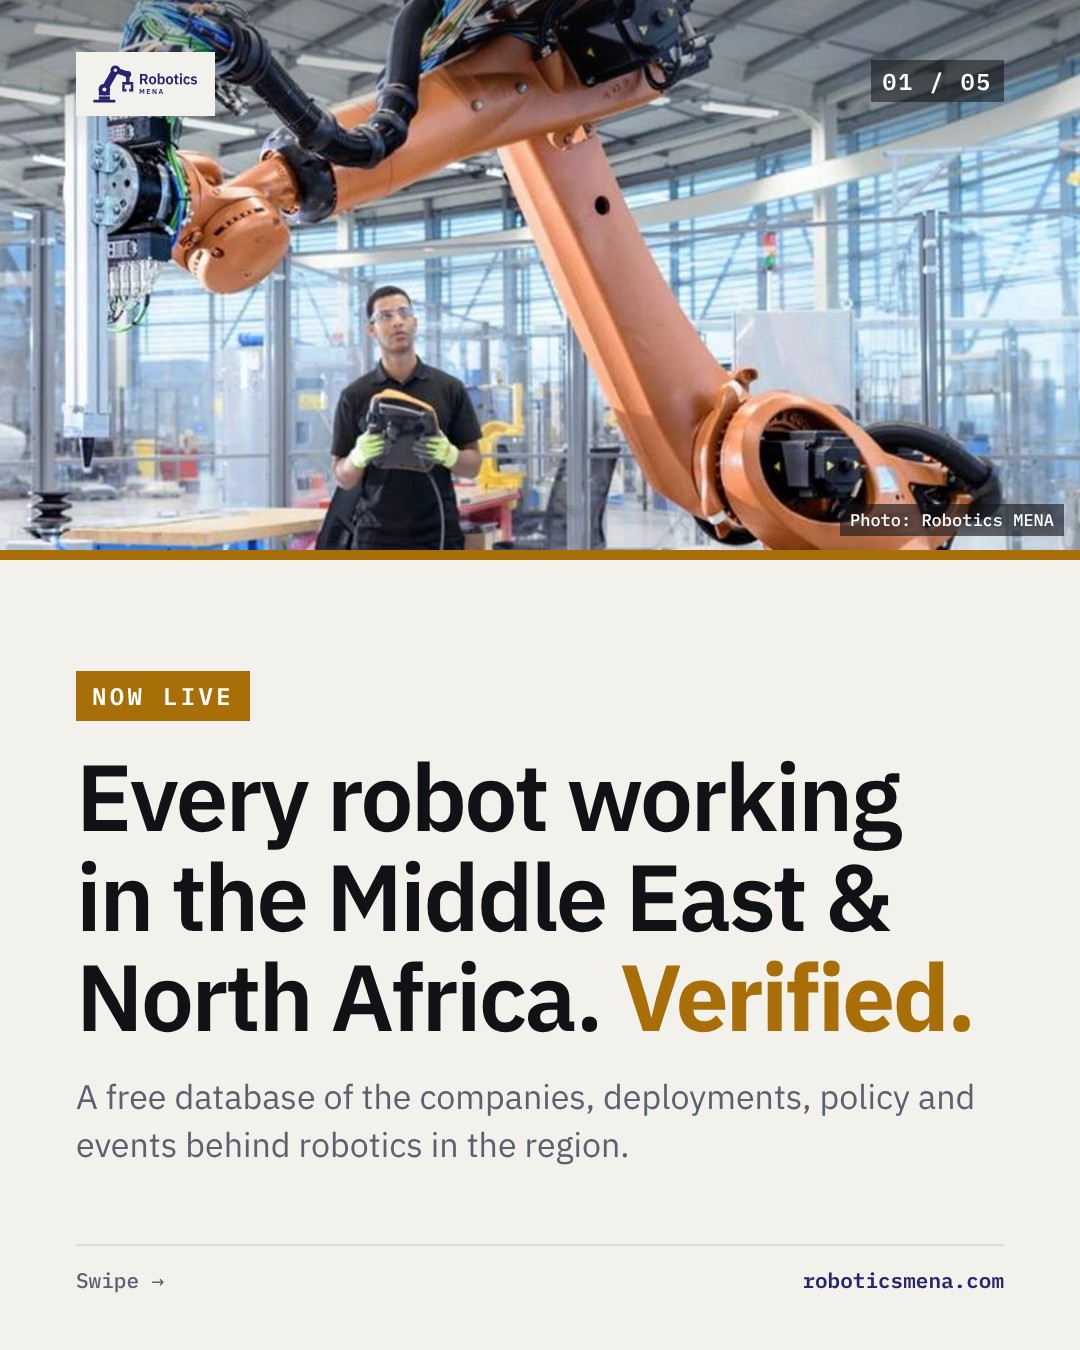 Robotics
MENA
01 / 05
Photo: Robotics MENA
NOW LIVE
Every robot working
in the Middle East &
North Africa. Verified.
A free database of the companies, deployments, policy and
events behind robotics in the region.
Swipe →
roboticsmena.com